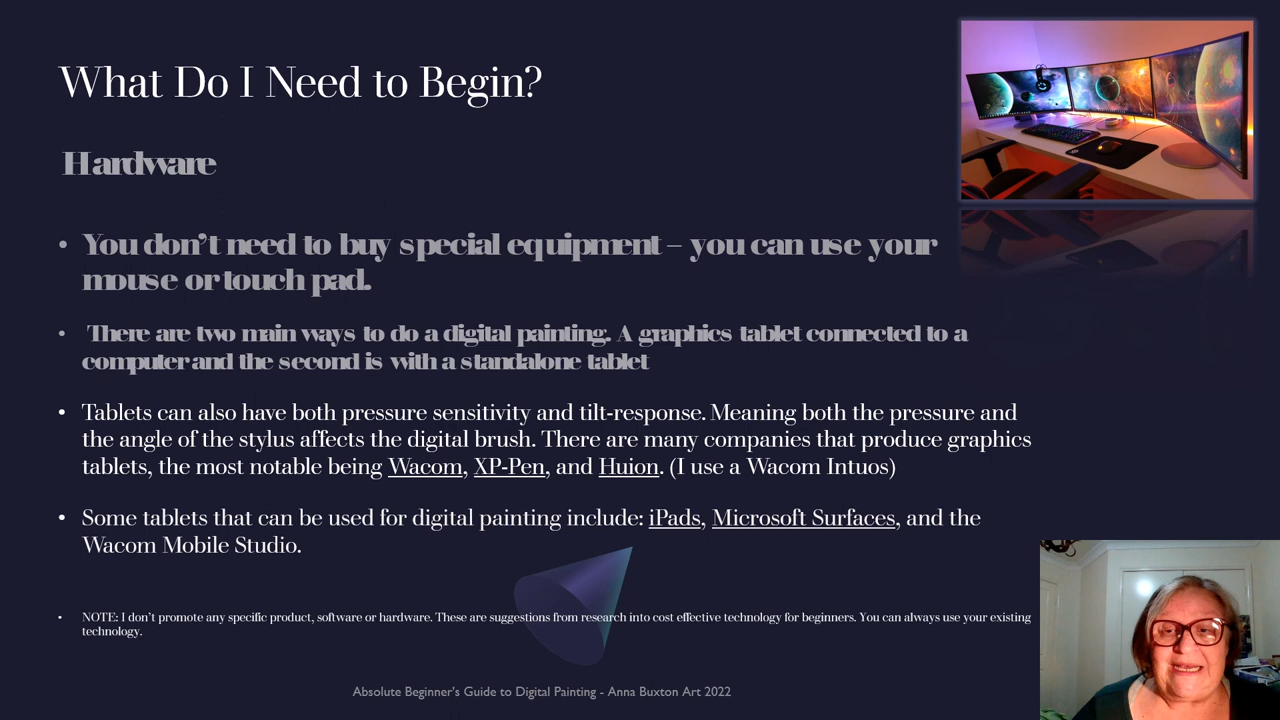 What Do I Need to Begin?
Hardware
• You don't need to buy special equipment – you can use your
mouse or touch pad.
• There are two main ways to do a digital painting. A graphics tablet connected to a
computer and the second is with a standalone tablet
• Tablets can also have both pressure sensitivity and tilt-response. Meaning both the pressure and
the angle of the stylus affects the digital brush. There are many companies that produce graphics
tablets, the most notable being Wacom, XP-Pen, and Huion. (I use a Wacom Intuos)
• Some tablets that can be used for digital painting include: iPads, Microsoft Surfaces, and the
Wacom Mobile Studio.
• NOTE: I don't promote any specific product, software or hardware. These are suggestions from research into cost effective technology for beginners. You can always use your existing
technology.
Absolute Beginner's Guide to Digital Painting - Anna Buxton Art 2022